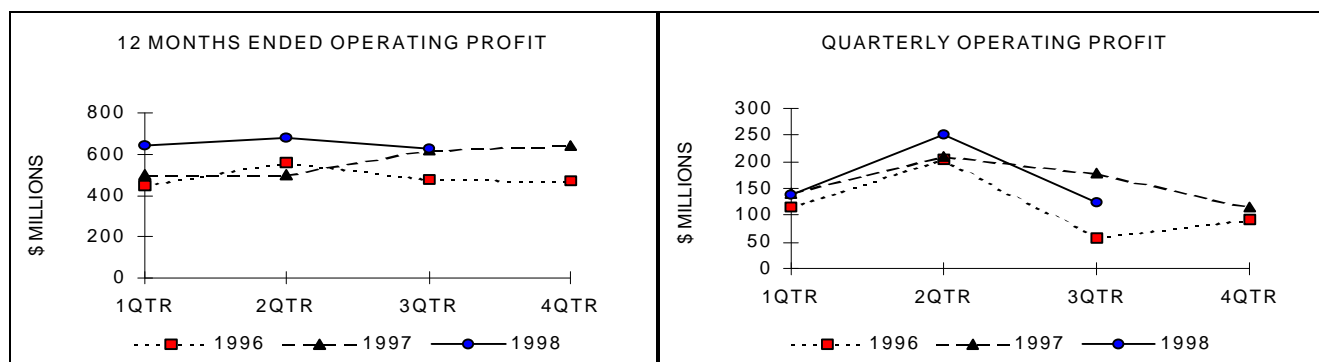 12 MONTHS ENDED OPERATING PROFIT
$ MILLIONS
800
600
400
200
0
1QTR 2QTR 3QTR 4QTR
1996 1997 1998
QUARTERLY OPERATING PROFIT
$ MILLIONS
300
250
200
150
100
50
0
1QTR 2QTR 3QTR 4QTR
1996 1997 1998